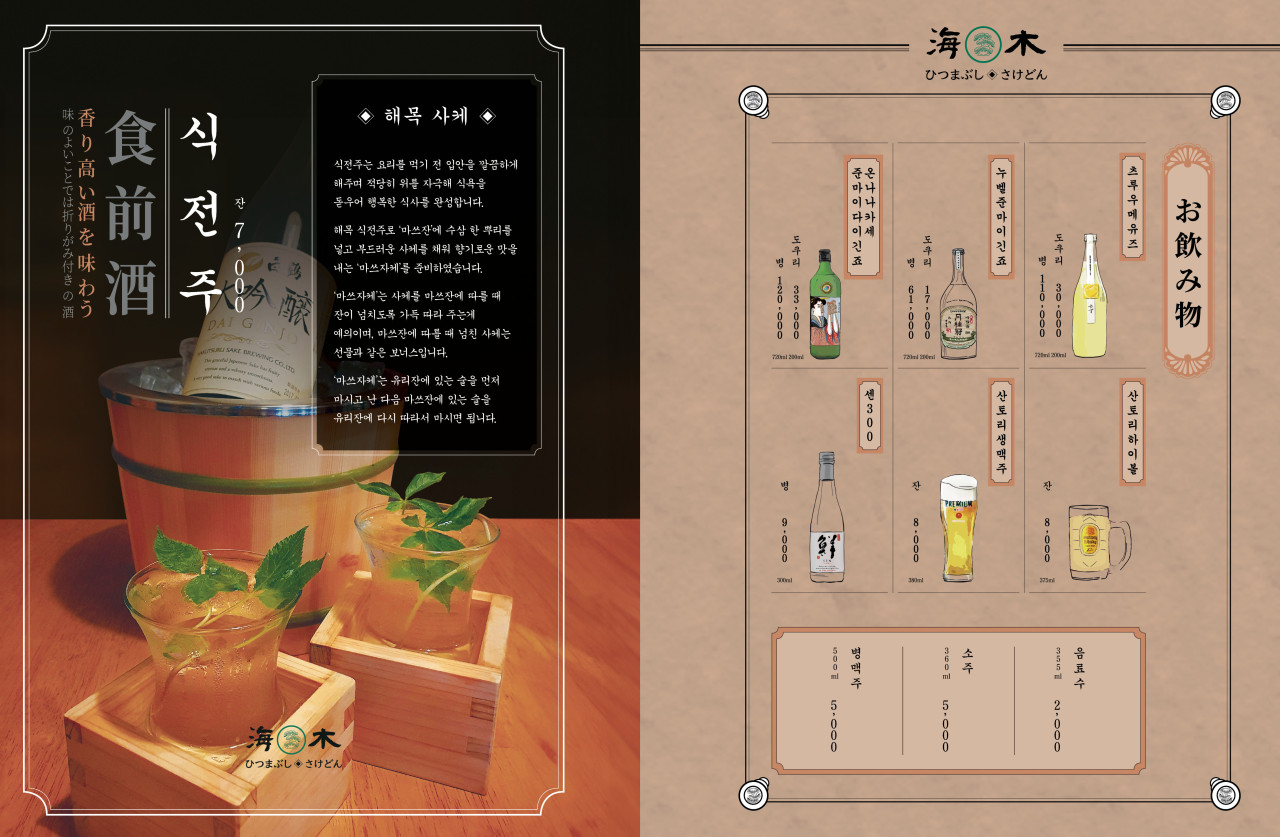 식전주
잔 7,000
食前酒
香り高い酒を味わう
味のよいことでは折りがみ付きの酒
해목 사케
식전주는 요리를 먹기 전 입안을 깔끔하게
해주며 적당히 위를 자극해 식욕을
돋우어 행복한 식사를 완성합니다.
해목 식전주로 '마쓰잔'에 수삼 한 뿌리를
넣고 부드러운 사케를 채워 향기로운 맛을
내는 '마쓰자케'를 준비하였습니다.
'마쓰자케'는 사케를 마쓰잔에 따를 때
잔이 넘치도록 가득 따라 주는게
예의이며, 마쓰잔에 따를 때 넘친 사케는
선물과 같은 보너스입니다.
'마쓰자케'는 유리잔에 있는 술을 먼저
마시고 난 다음 마쓰잔에 있는 술을
유리잔에 다시 따라서 마시면 됩니다.
大吟醸
DAI G
SAKE BREWING CO.,LTD.
海木
ひつまぶし◈さけどん
海木
ひつまぶし◈さけどん
お飲み物
츠루우메유즈
도쿠리 30,000
병 110,000
720ml 200ml
누벨준마이긴죠
도쿠리 17,000
병 61,000
720ml 200ml
月桂冠
온나나카세
준마이다이긴죠
도쿠리 33,000
병 120,000
720ml 200ml
산토리하이볼
잔 8,000
375ml
산토리생맥주
잔 8,000
380ml
PREMIUM
센300
병 9,000
300ml
음료수
355ml
2,000
소주
360ml
5,000
병맥주
500ml
5,000